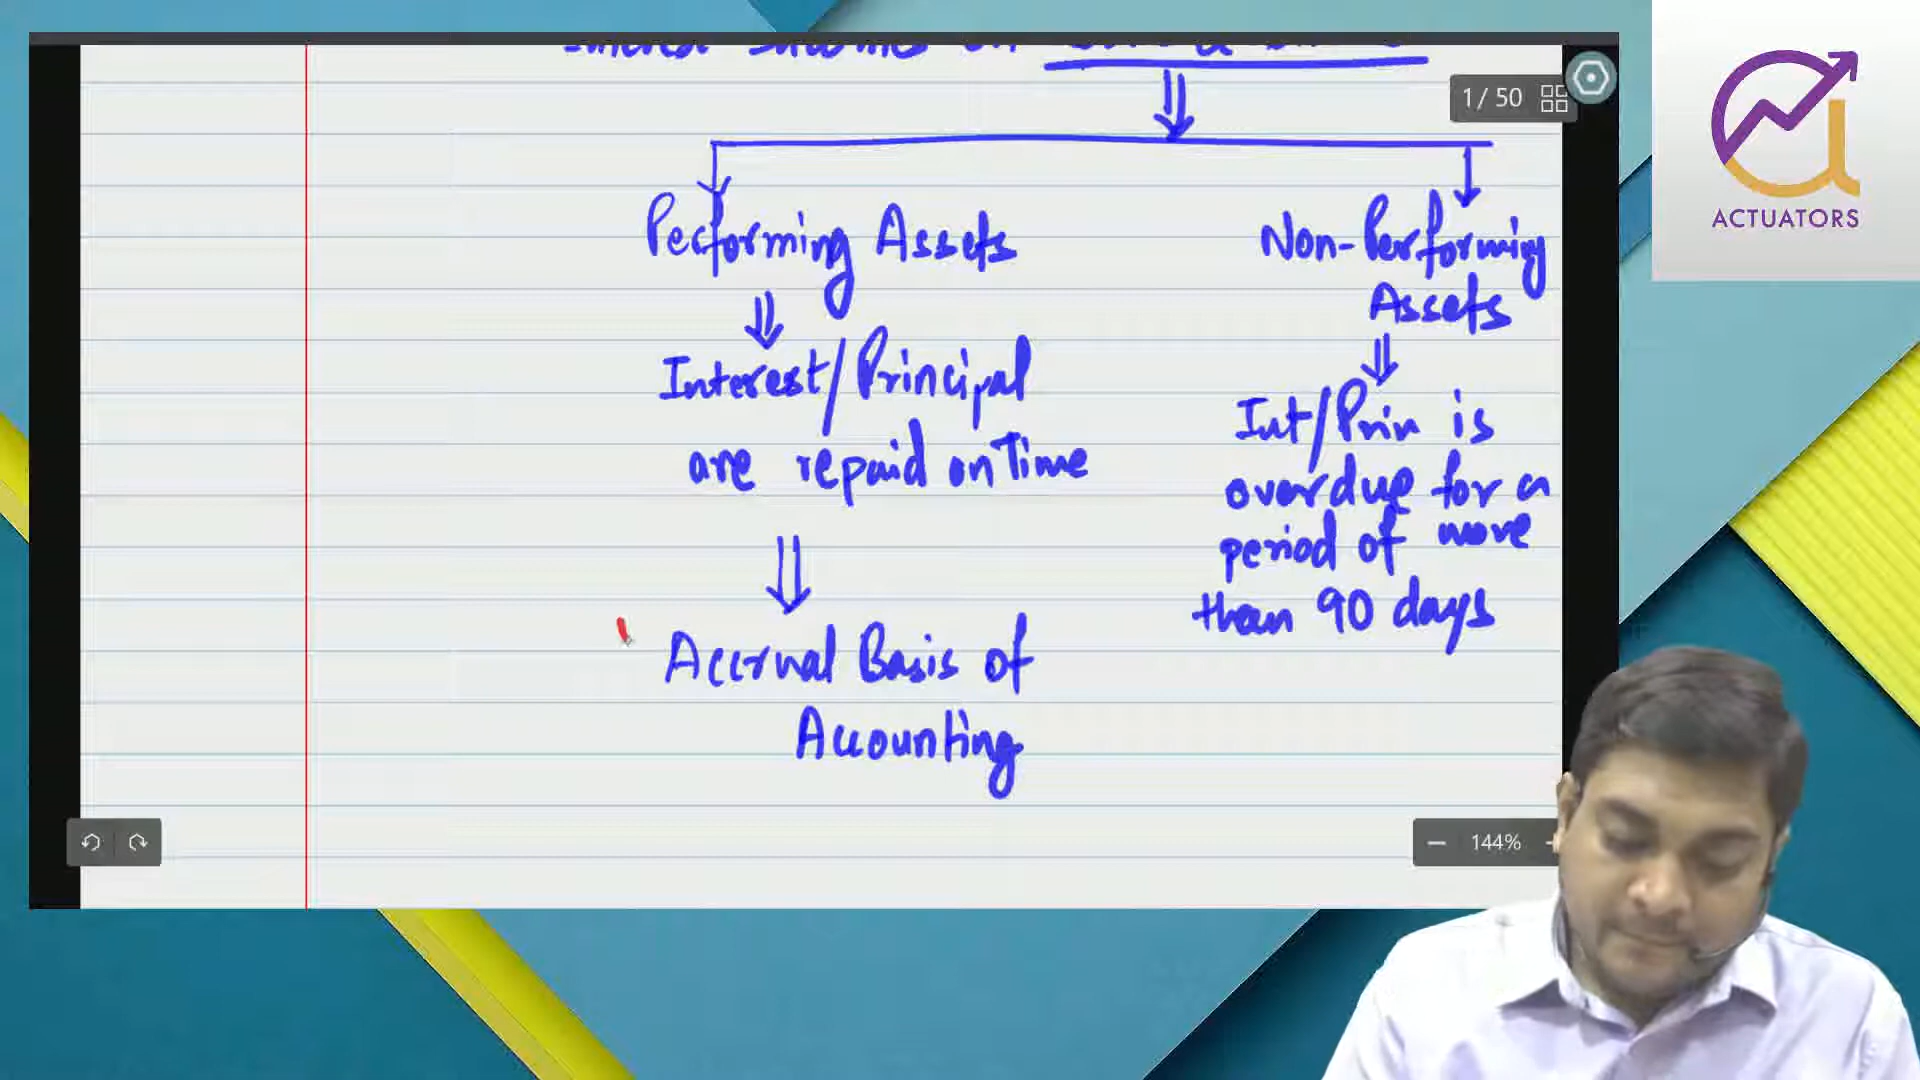 1 / 50
ACTUATORS
Performing Assets
Non-Performing
Assets
Interest/Principal
are repaid on Time
Int/Prin is
overdue for a
period of more
than 90 days
Accrual Basis of
Accounting
144%